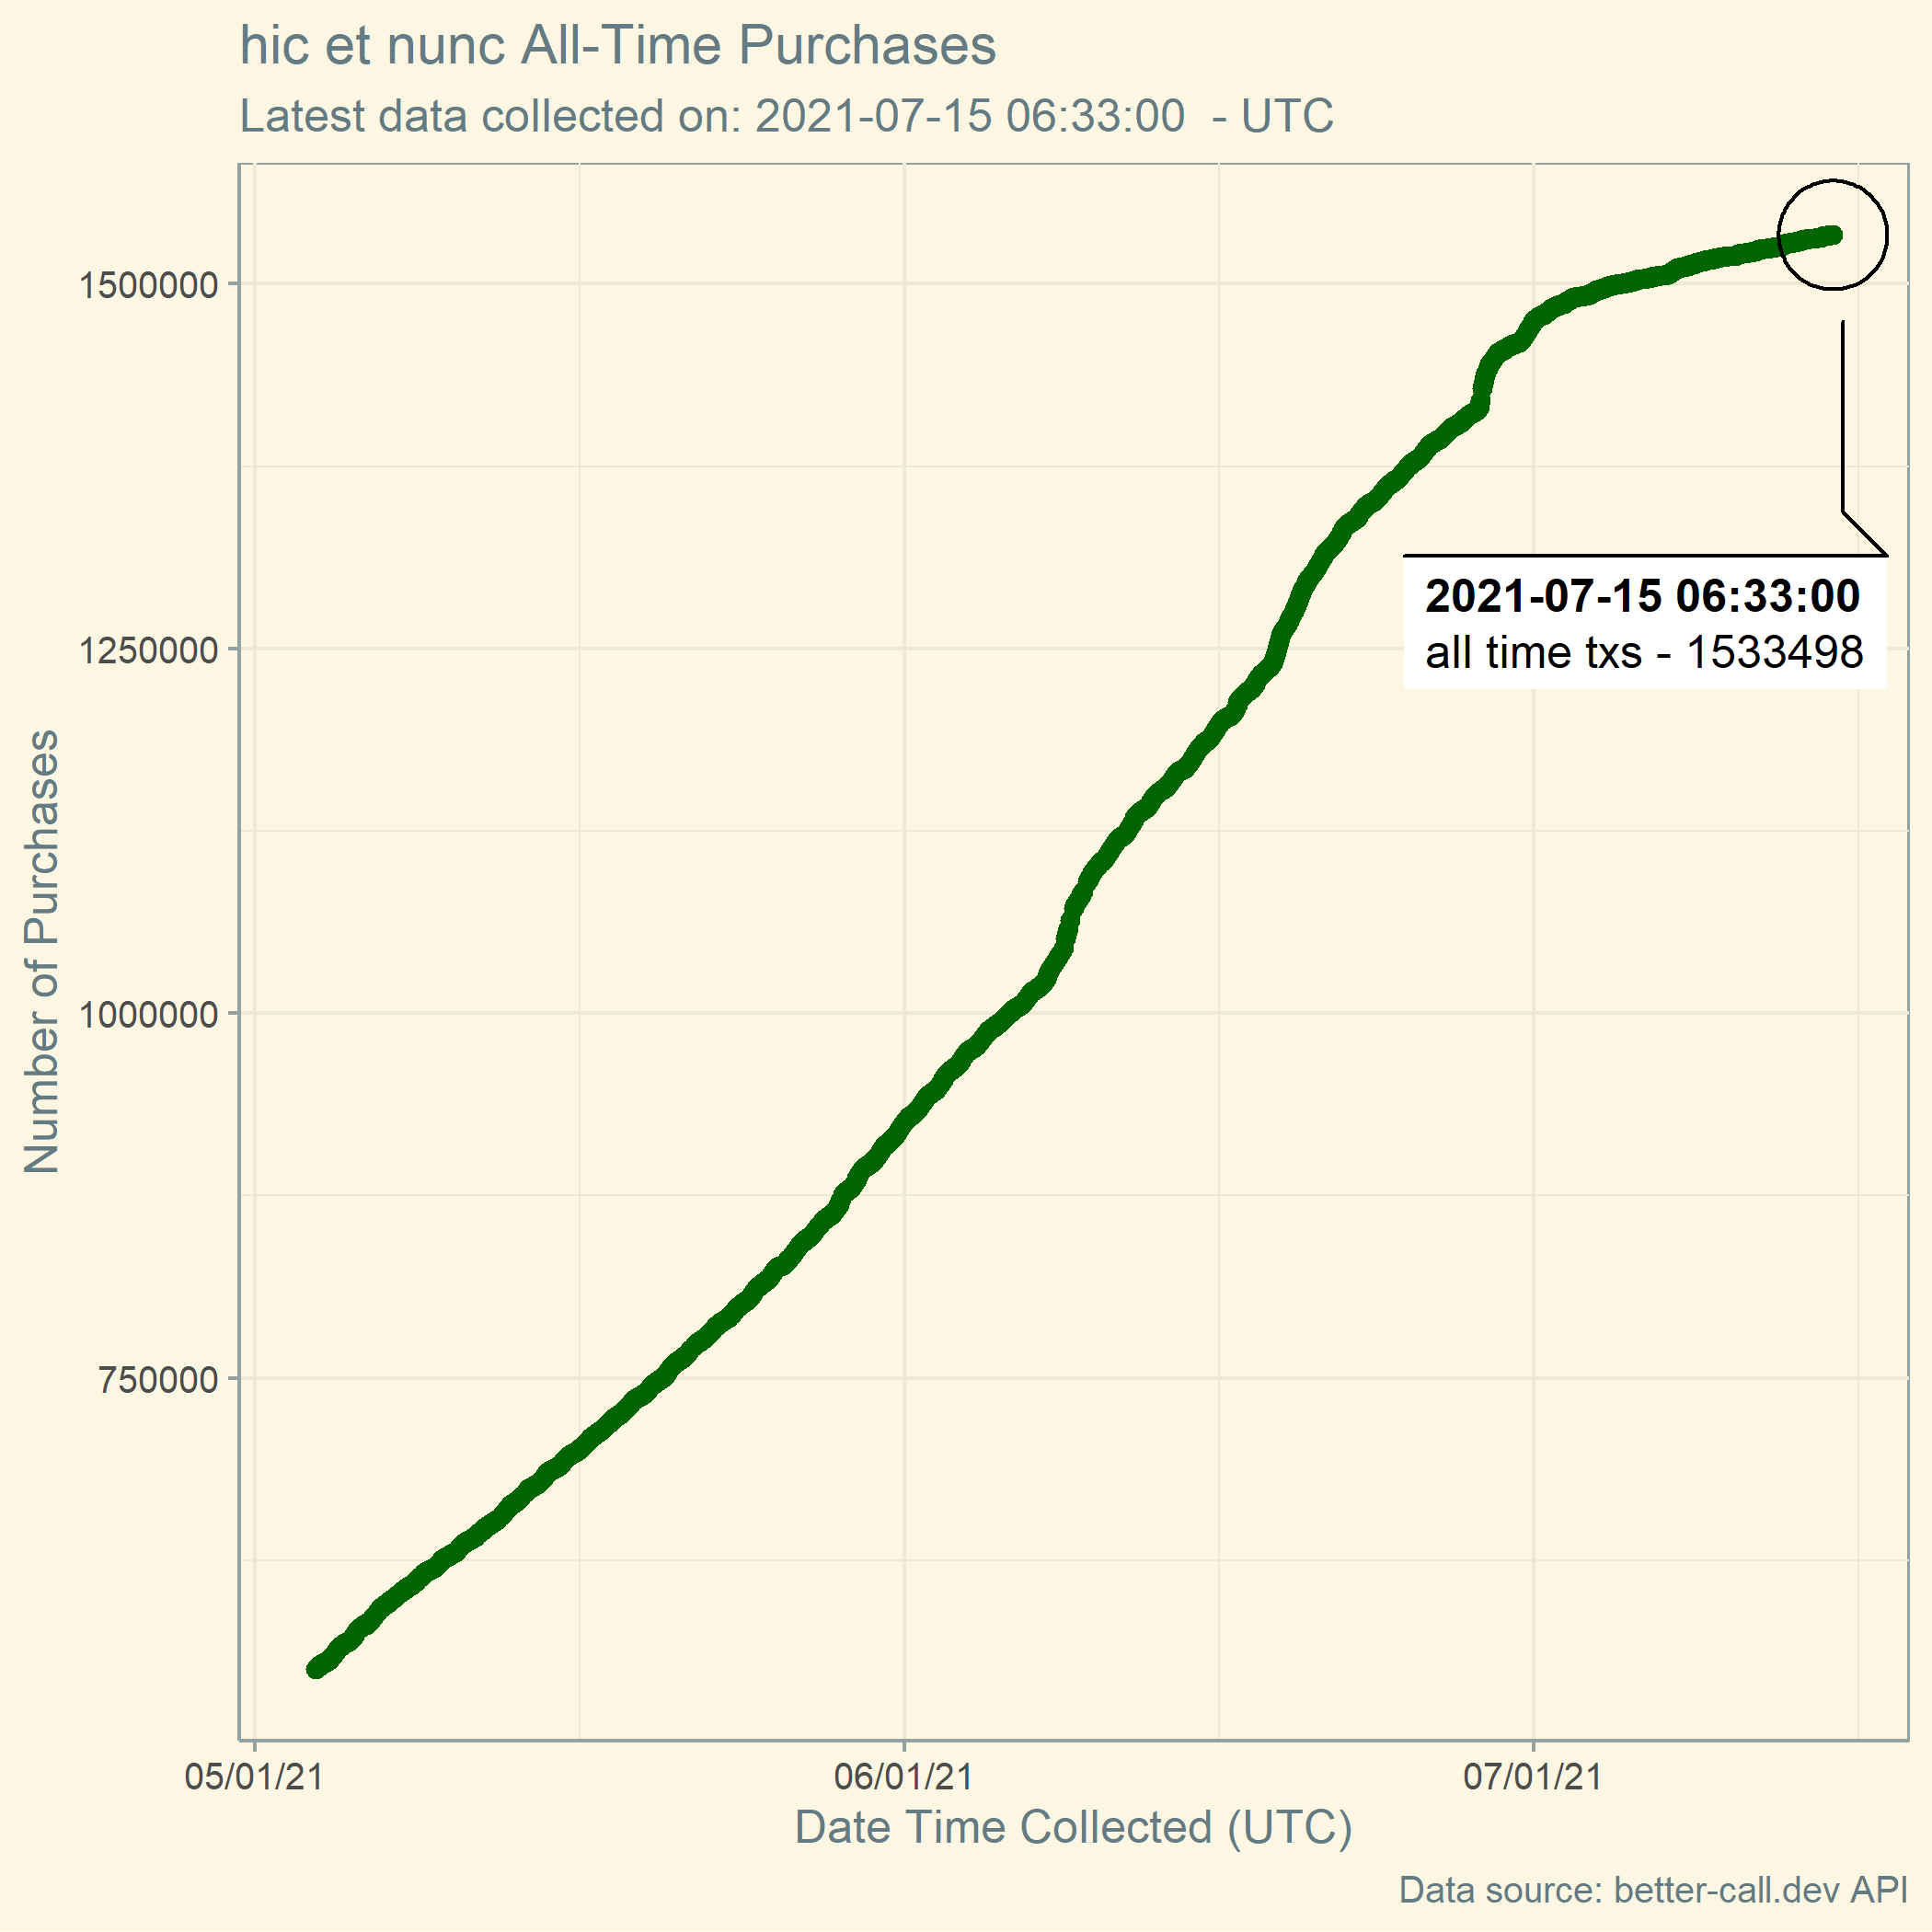 hic et nunc All-Time Purchases
Latest data collected on: 2021-07-15 06:33:00  - UTC
Number of Purchases
1500000
1250000
1000000
750000
2021-07-15 06:33:00
all time txs - 1533498
05/01/21
06/01/21
07/01/21
Date Time Collected (UTC)
Data source: better-call.dev API